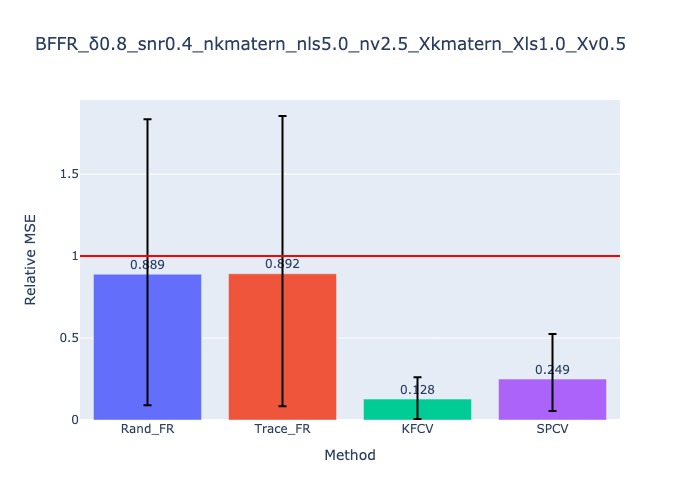 BFFR_δ0.8_snr0.4_nkmatern_nls5.0_nv2.5_Xkmatern_Xls1.0_Xv0.5
Relative MSE
1.5
1
0.5
0
0.889
0.892
0.128
0.249
Rand_FR
Trace_FR
KFCV
SPCV
Method